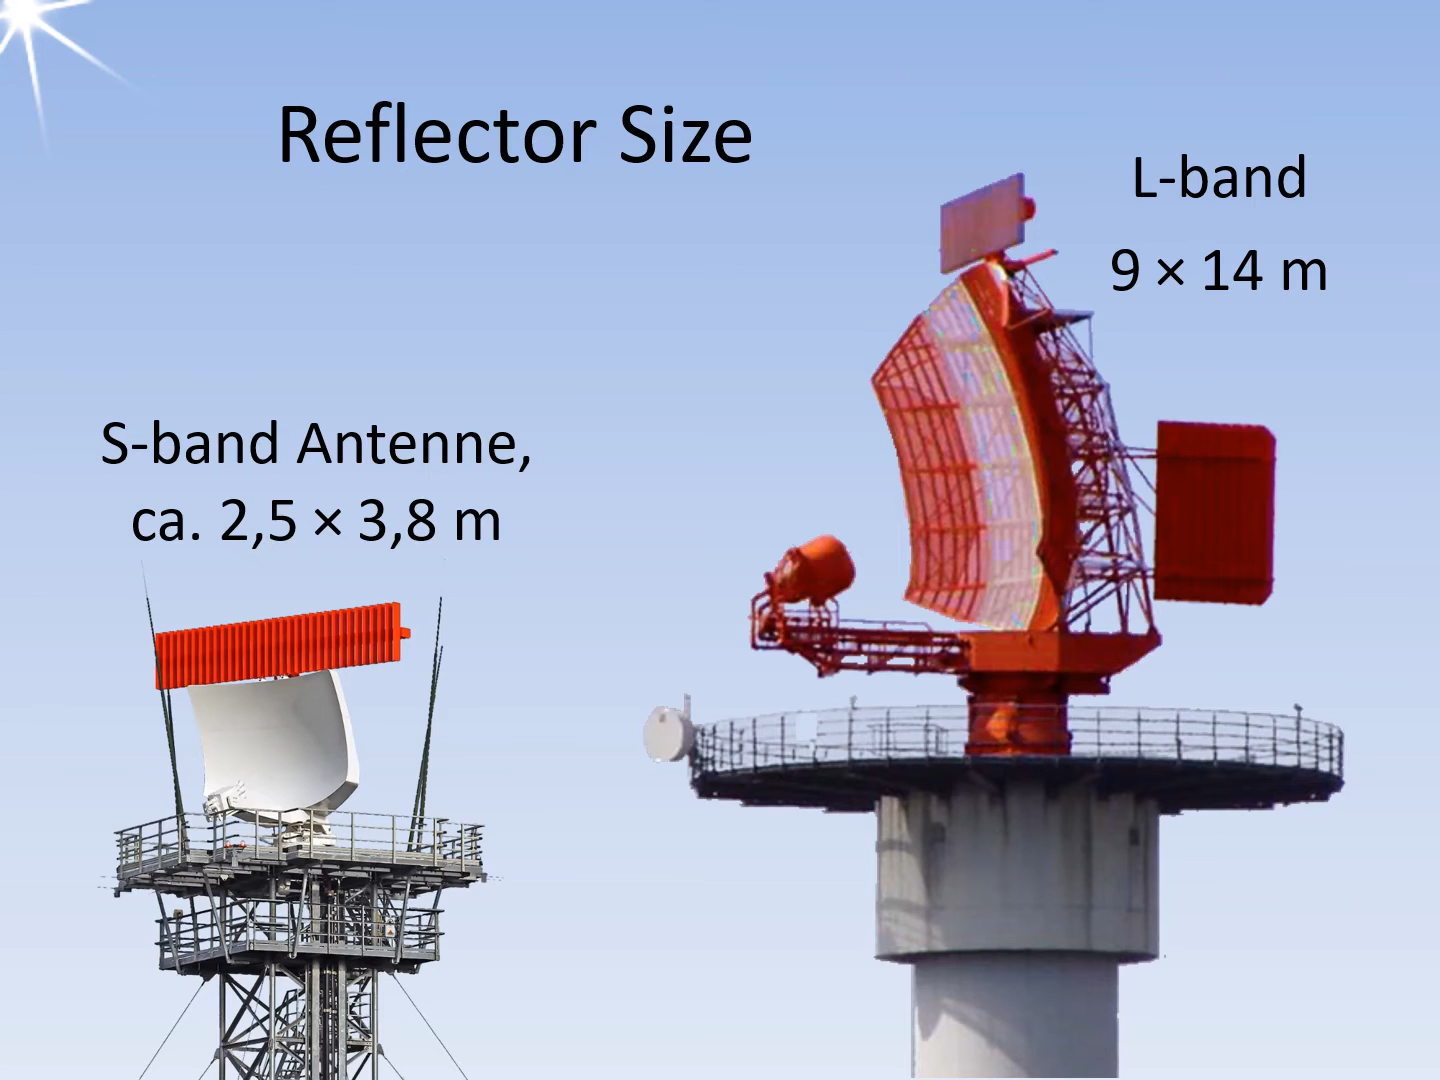 Reflector Size
L-band
9 × 14 m
S-band Antenne,
ca. 2,5 × 3,8 m